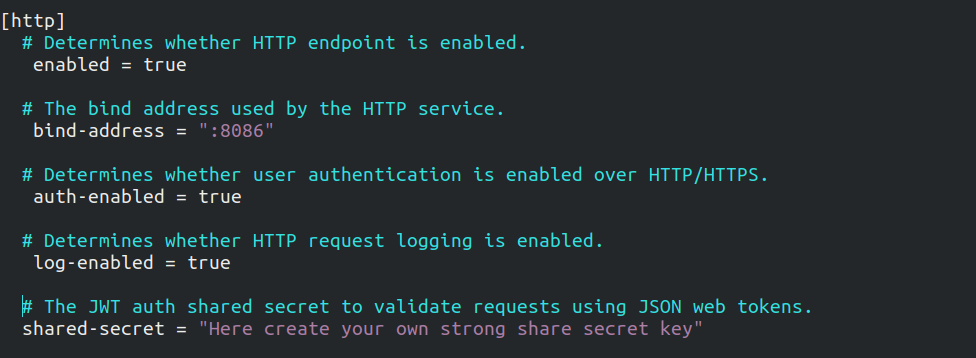 [http]
# Determines whether HTTP endpoint is enabled.
enabled = true
# The bind address used by the HTTP service.
bind-address = ":8086"
# Determines whether user authentication is enabled over HTTP/HTTPS.
auth-enabled = true
# Determines whether HTTP request logging is enabled.
log-enabled = true
# The JWT auth shared secret to validate requests using JSON web tokens.
shared-secret = "Here create your own strong share secret key"